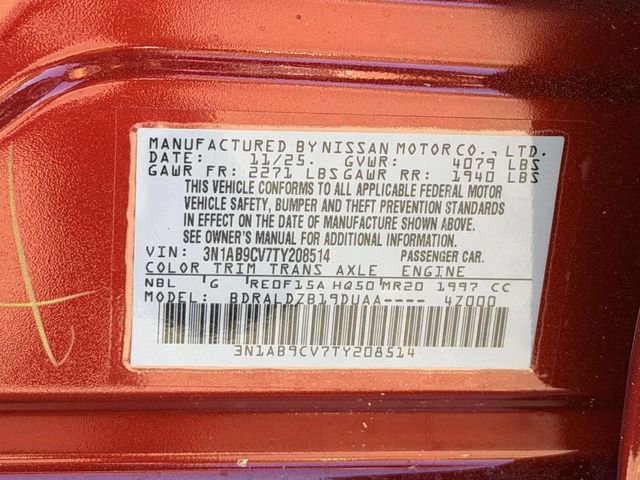 MANUFACTURED BY NISSAN MOTOR CO., LTD.
DATE: 11/25. GVWR: 4079 LBS
GAWR FR: 2271 LBS GAWR RR: 1940 LBS
THIS VEHICLE CONFORMS TO ALL APPLICABLE FEDERAL MOTOR
VEHICLE SAFETY, BUMPER AND THEFT PREVENTION STANDARDS
IN EFFECT ON THE DATE OF MANUFACTURE SHOWN ABOVE.
SEE OWNER'S MANUAL FOR ADDITIONAL INFORMATION.
VIN: 3N1AB9CV7TY208514 PASSENGER CAR.
COLOR TRIM TRANS AXLE ENGINE
NBL G RE0F15A HQ50 MR20 1997 CC
MODEL: BDRALDZB19DUAA---- 4Z000
3N1AB9CV7TY208514